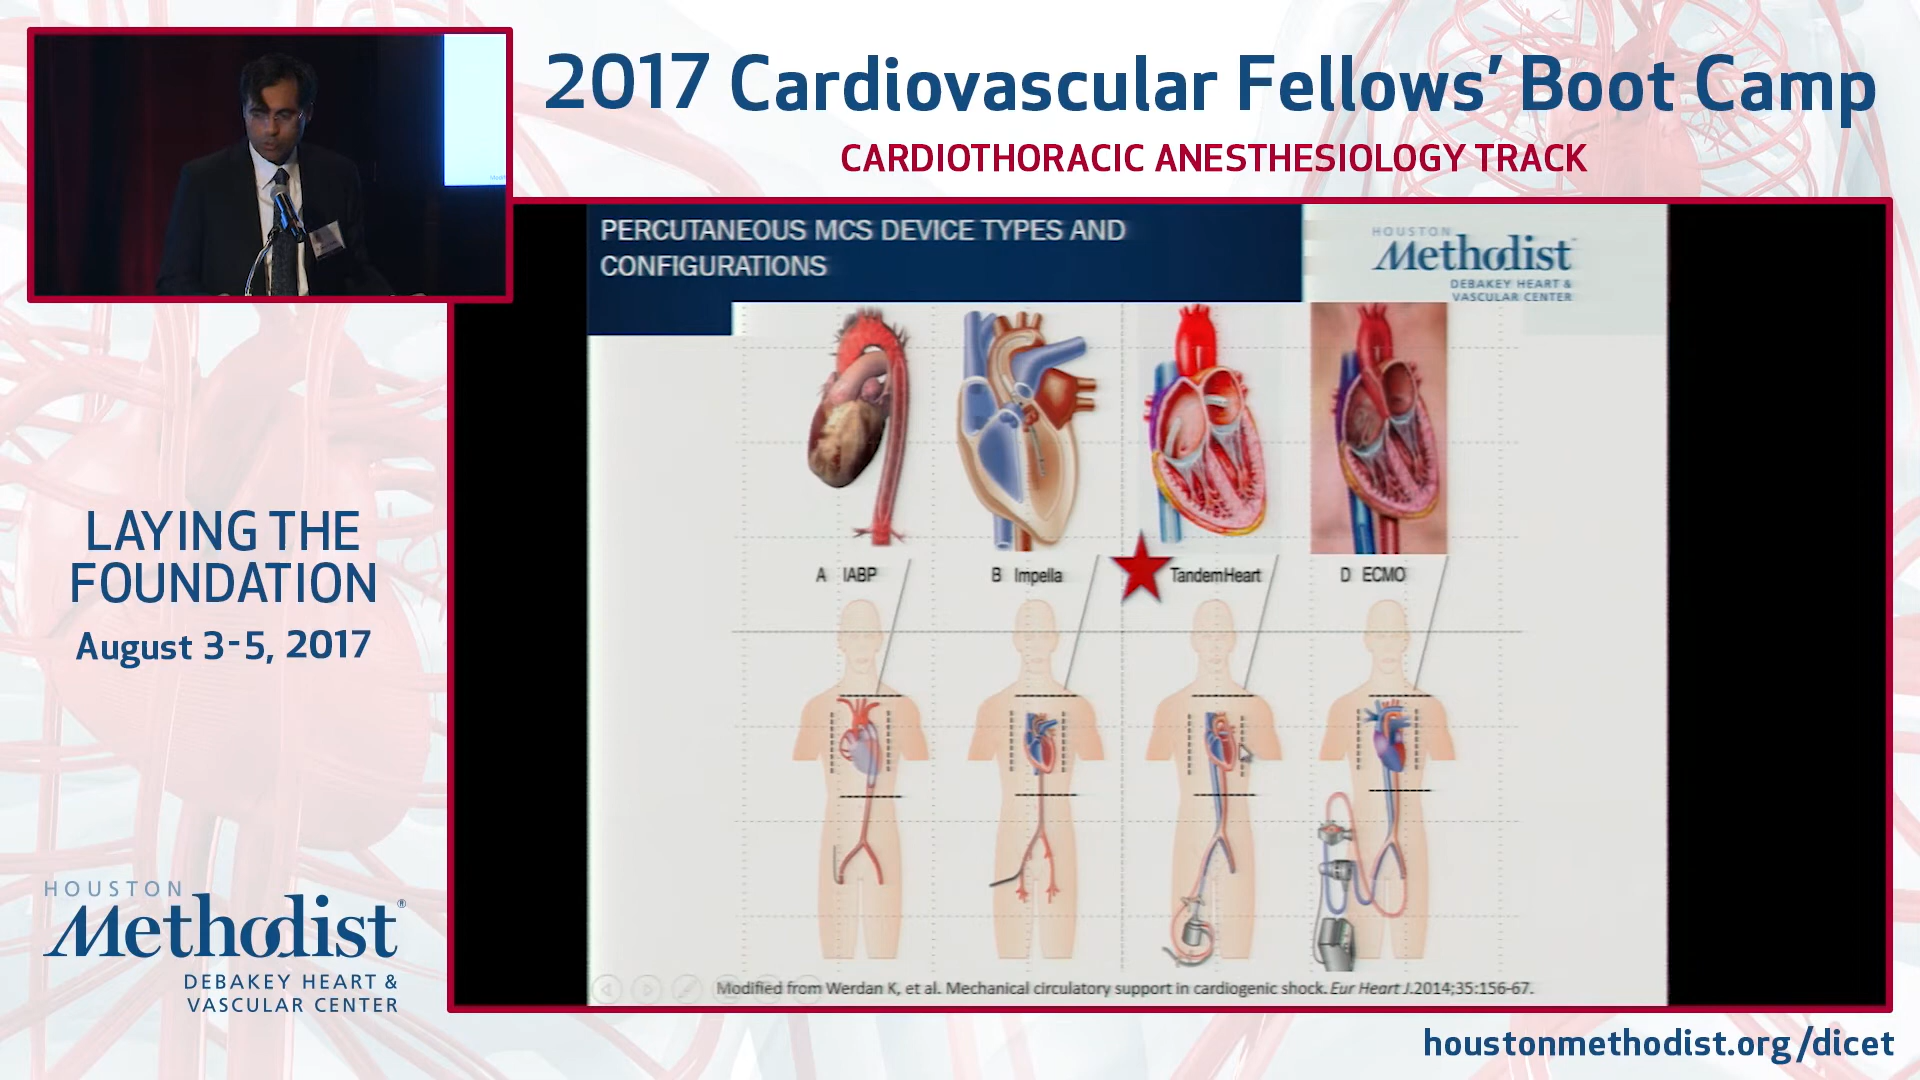 2017 Cardiovascular Fellows' Boot Camp
CARDIOTHORACIC ANESTHESIOLOGY TRACK
PERCUTANEOUS MCS DEVICE TYPES AND
CONFIGURATIONS
HOUSTON
Methodist
DEBAKEY HEART &
VASCULAR CENTER
A IABP
B Impella
TandemHeart
D ECMO
Modified from Werdan K, et al. Mechanical circulatory support in cardiogenic shock. Eur Heart J.2014;35:156-67.
LAYING THE
FOUNDATION
August 3-5, 2017
HOUSTON
Methodist®
DEBAKEY HEART &
VASCULAR CENTER
houstonmethodist.org/dicet